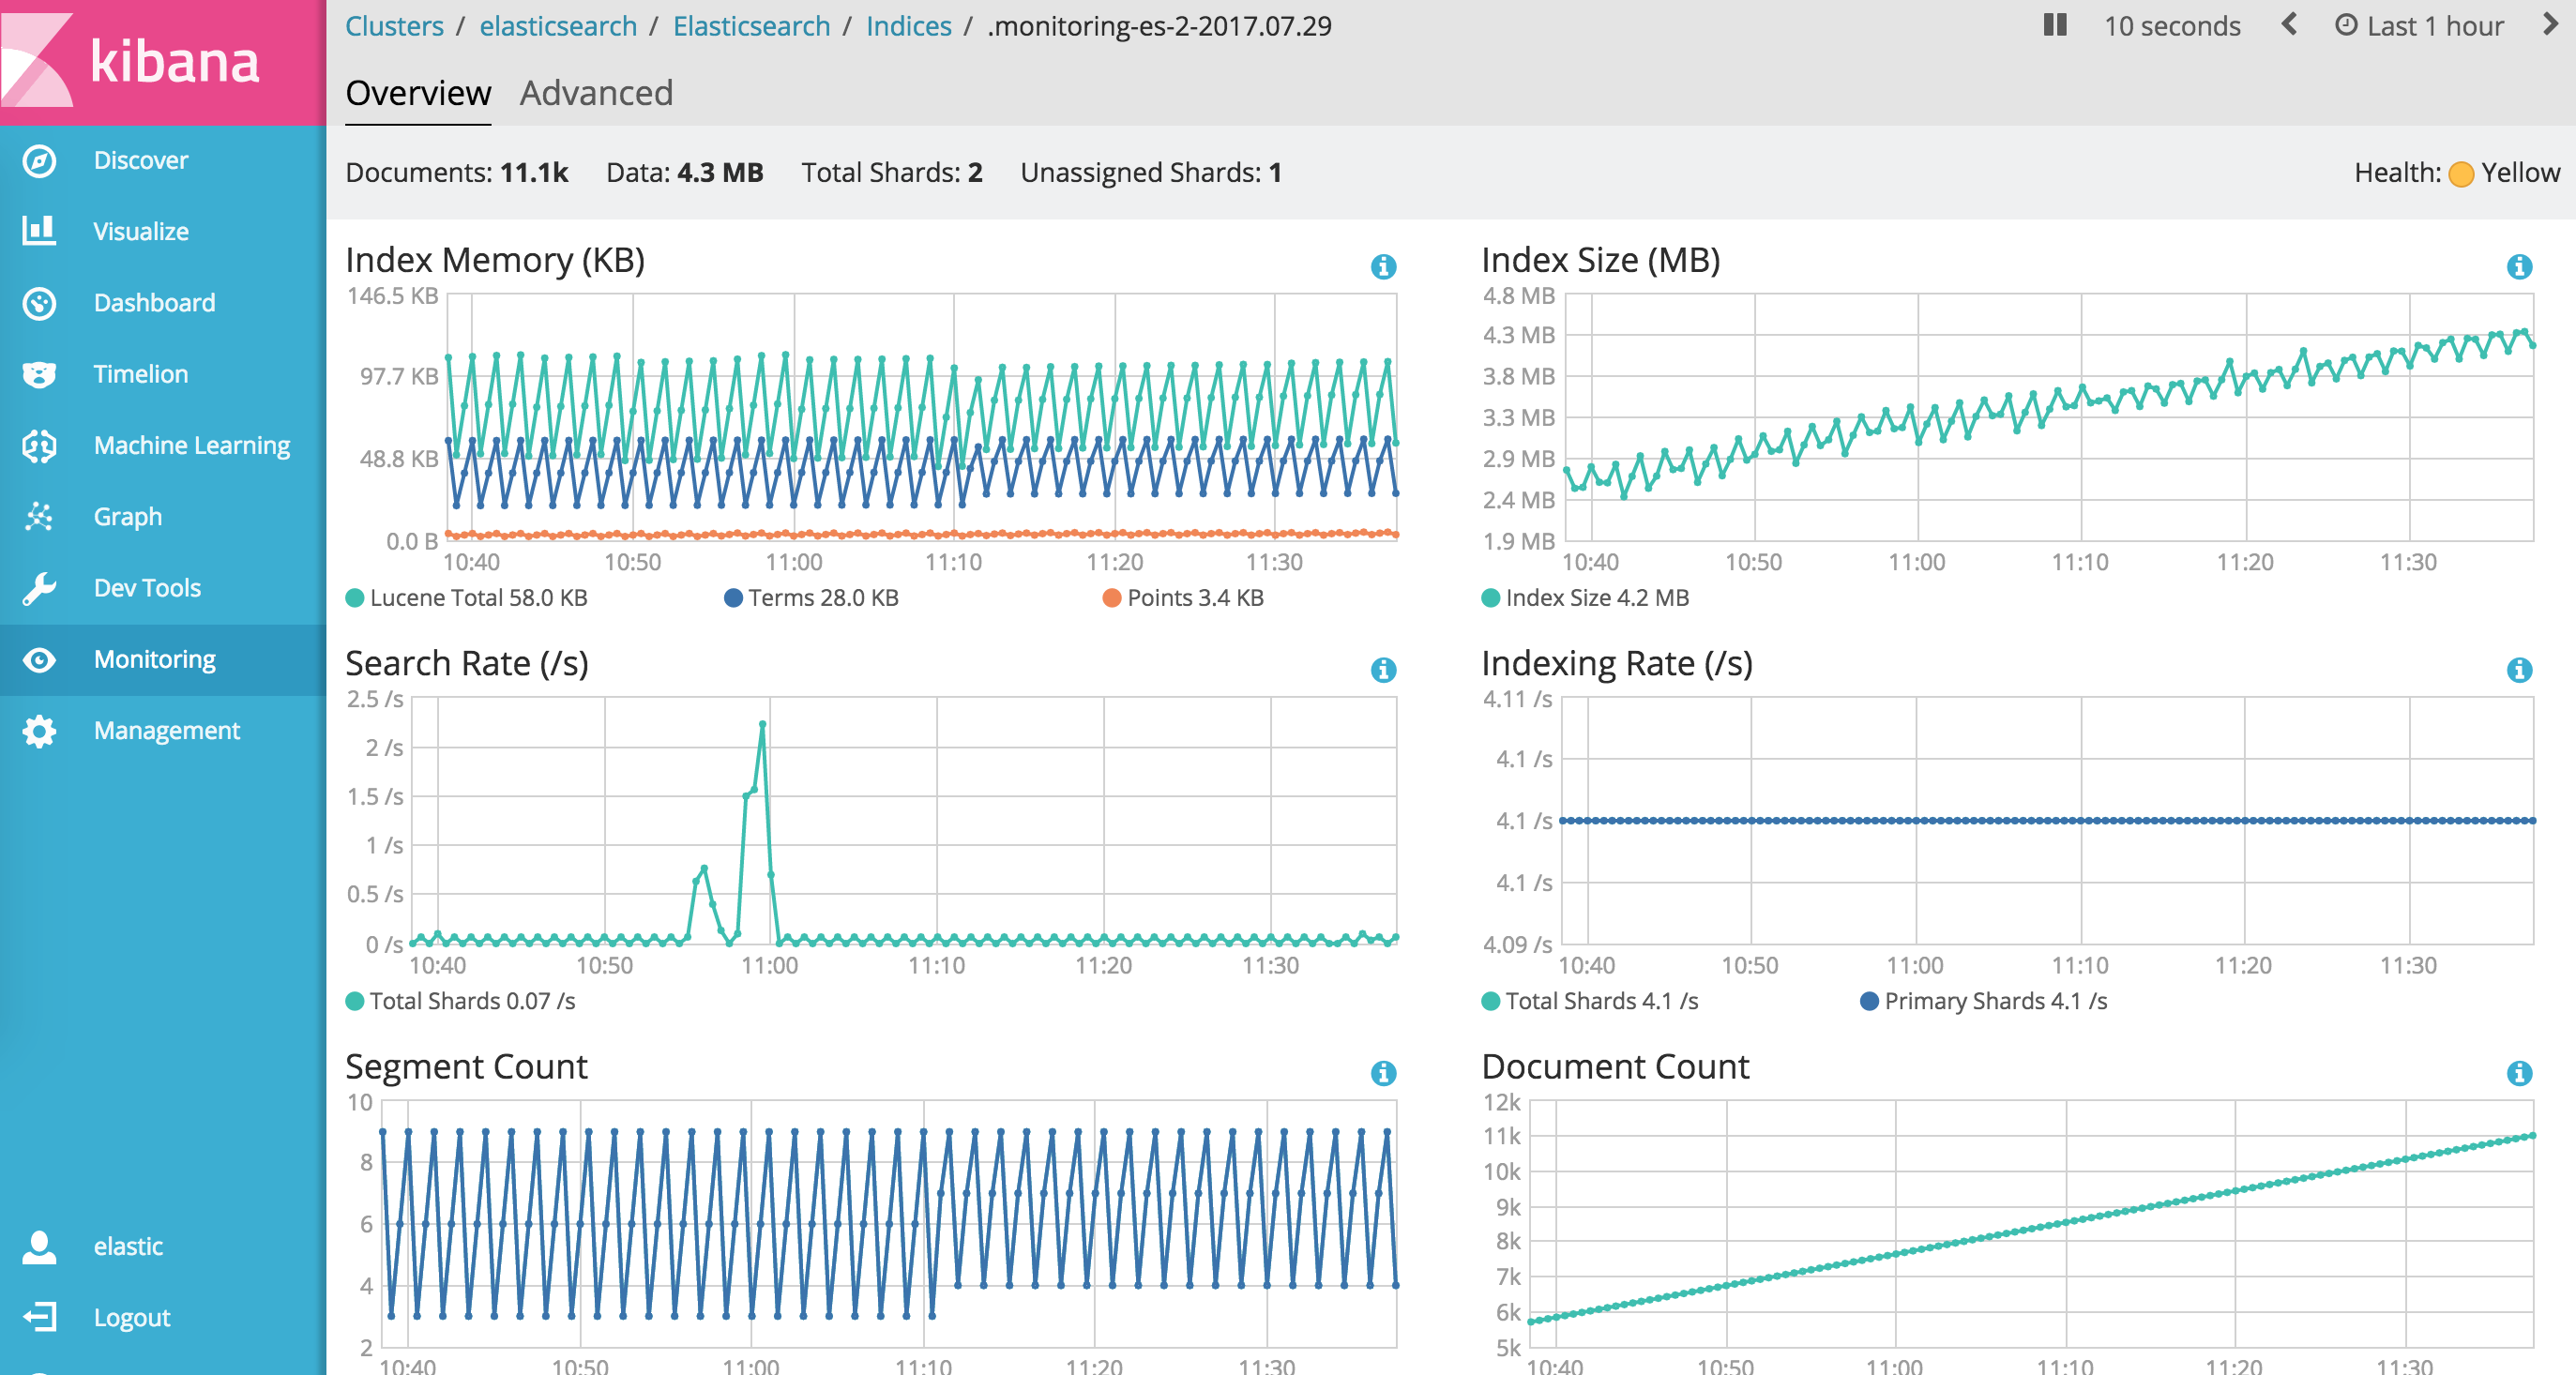 kibana
Discover
Visualize
Dashboard
Timelion
Machine Learning
Graph
Dev Tools
Monitoring
Management
elastic
Logout
Clusters / elasticsearch / Elasticsearch / Indices / .monitoring-es-2-2017.07.29
10 seconds
Last 1 hour
Overview Advanced
Documents: 11.1k Data: 4.3 MB Total Shards: 2 Unassigned Shards: 1 Health: Yellow
Index Memory (KB)
146.5 KB
97.7 KB
48.8 KB
0.0 B
10:40 10:50 11:00 11:10 11:20 11:30
Lucene Total 58.0 KB Terms 28.0 KB Points 3.4 KB
Index Size (MB)
4.8 MB
4.3 MB
3.8 MB
3.3 MB
2.9 MB
2.4 MB
1.9 MB
10:40 10:50 11:00 11:10 11:20 11:30
Index Size 4.2 MB
Search Rate (/s)
2.5 /s
2 /s
1.5 /s
1 /s
0.5 /s
0 /s
10:40 10:50 11:00 11:10 11:20 11:30
Total Shards 0.07 /s
Indexing Rate (/s)
4.11 /s
4.1 /s
4.1 /s
4.1 /s
4.09 /s
10:40 10:50 11:00 11:10 11:20 11:30
Total Shards 4.1 /s Primary Shards 4.1 /s
Segment Count
10
8
6
4
2
10:40 10:50 11:00 11:10 11:20 11:30
Document Count
12k
11k
10k
9k
8k
7k
6k
5k
10:40 10:50 11:00 11:10 11:20 11:30